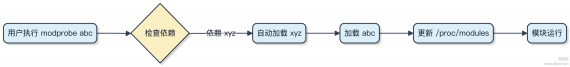 用户执行 modprobe abc
检查依赖
依赖 xyz
自动加载 xyz
加载 abc
更新 /proc/modules
模块运行